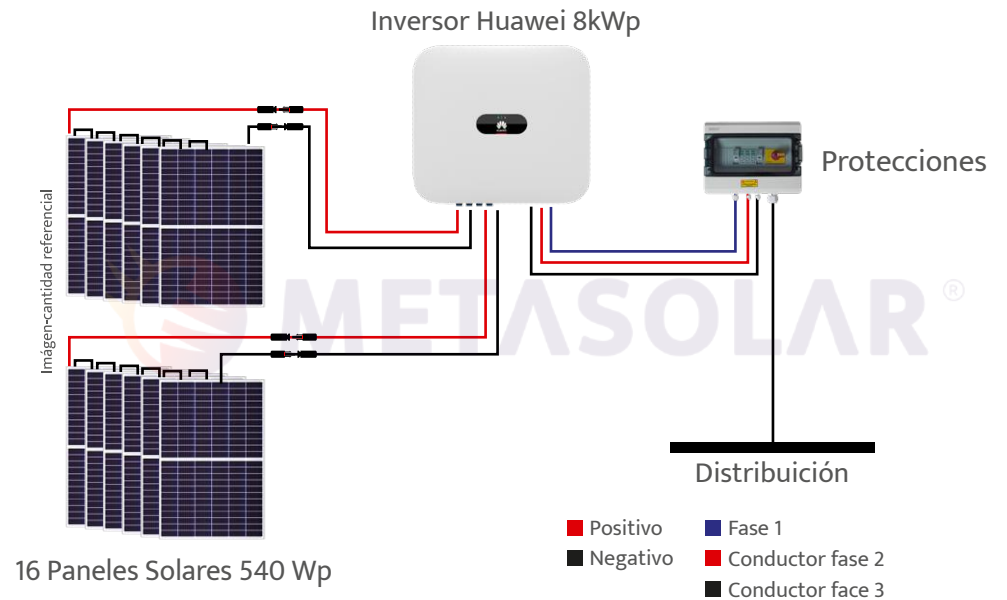 Inversor Huawei 8kWp
Protecciones
Imágen-cantidad referencial
METASOLAR ®
Distribuición
16 Paneles Solares 540 Wp
Positivo
Negativo
Fase 1
Conductor fase 2
Conductor face 3